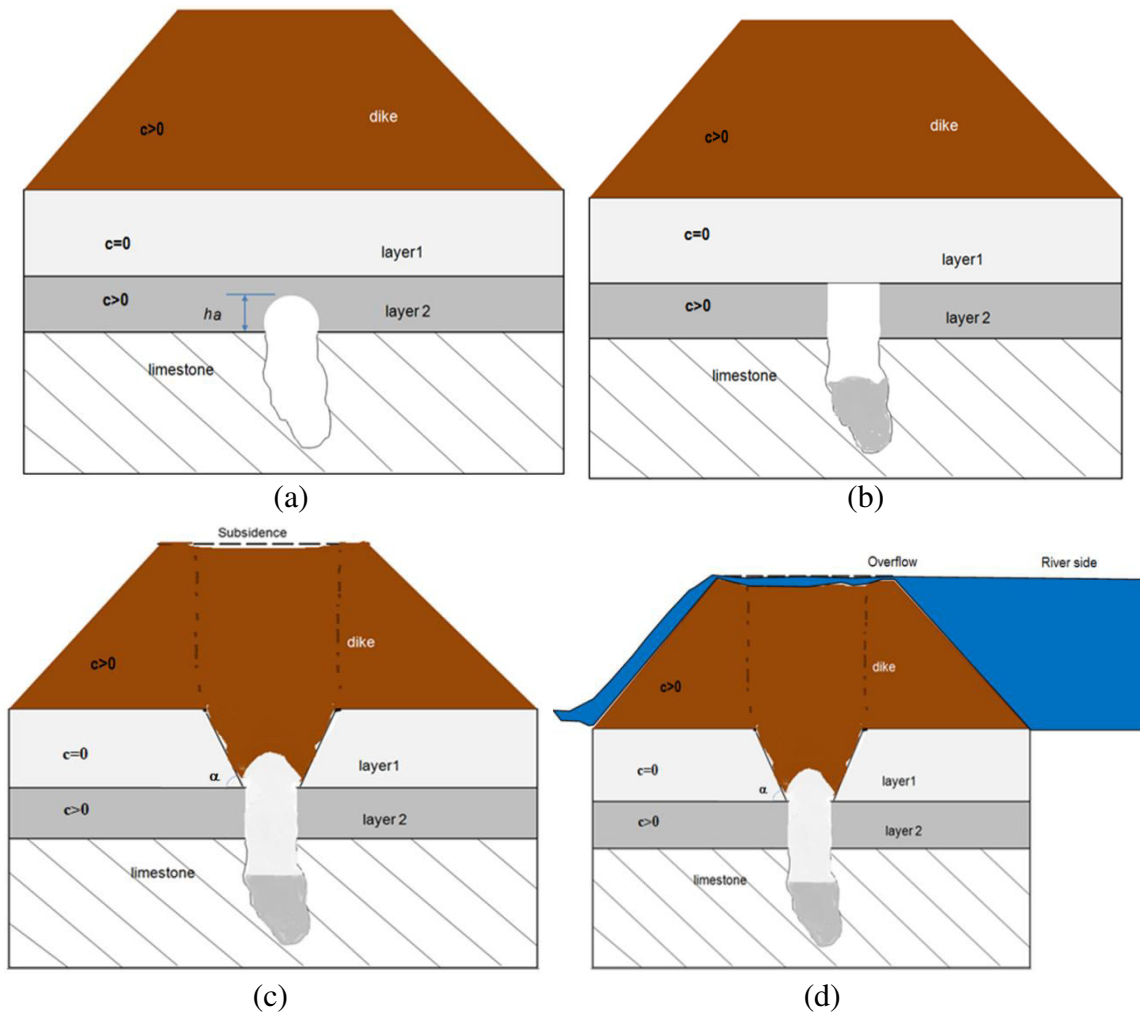 c>0
dike
c=0
layer1
c>0
ha
layer 2
limestone
(a)
c>0
dike
c=0
layer1
c>0
layer 2
limestone
(b)
Subsidence
dike
c>0
c=0
layer1
α
c>0
layer 2
limestone
(c)
Overflow
River side
dike
c>0
c=0
layer1
α
c>0
layer 2
limestone
(d)